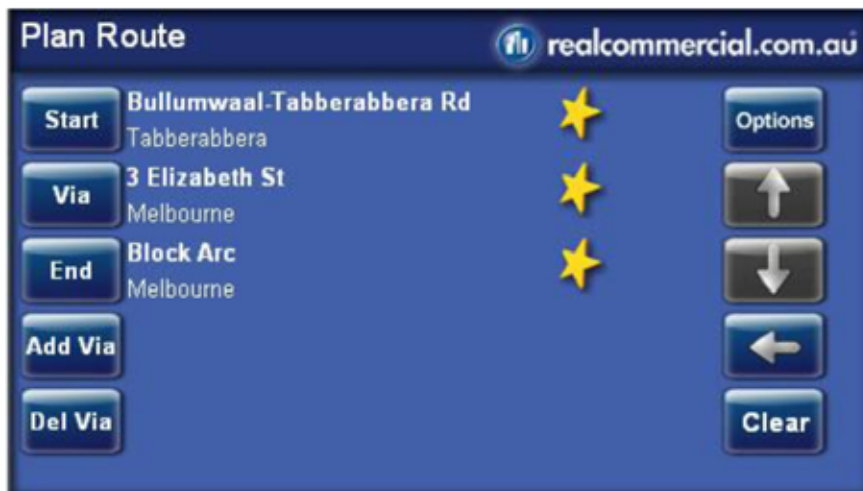 Plan Route
realcommercial.com.au
Start
Bullumwaal-Tabberabbera Rd
Tabberabbera
Options
Via
3 Elizabeth St
Melbourne
End
Block Arc
Melbourne
Add Via
Del Via
Clear